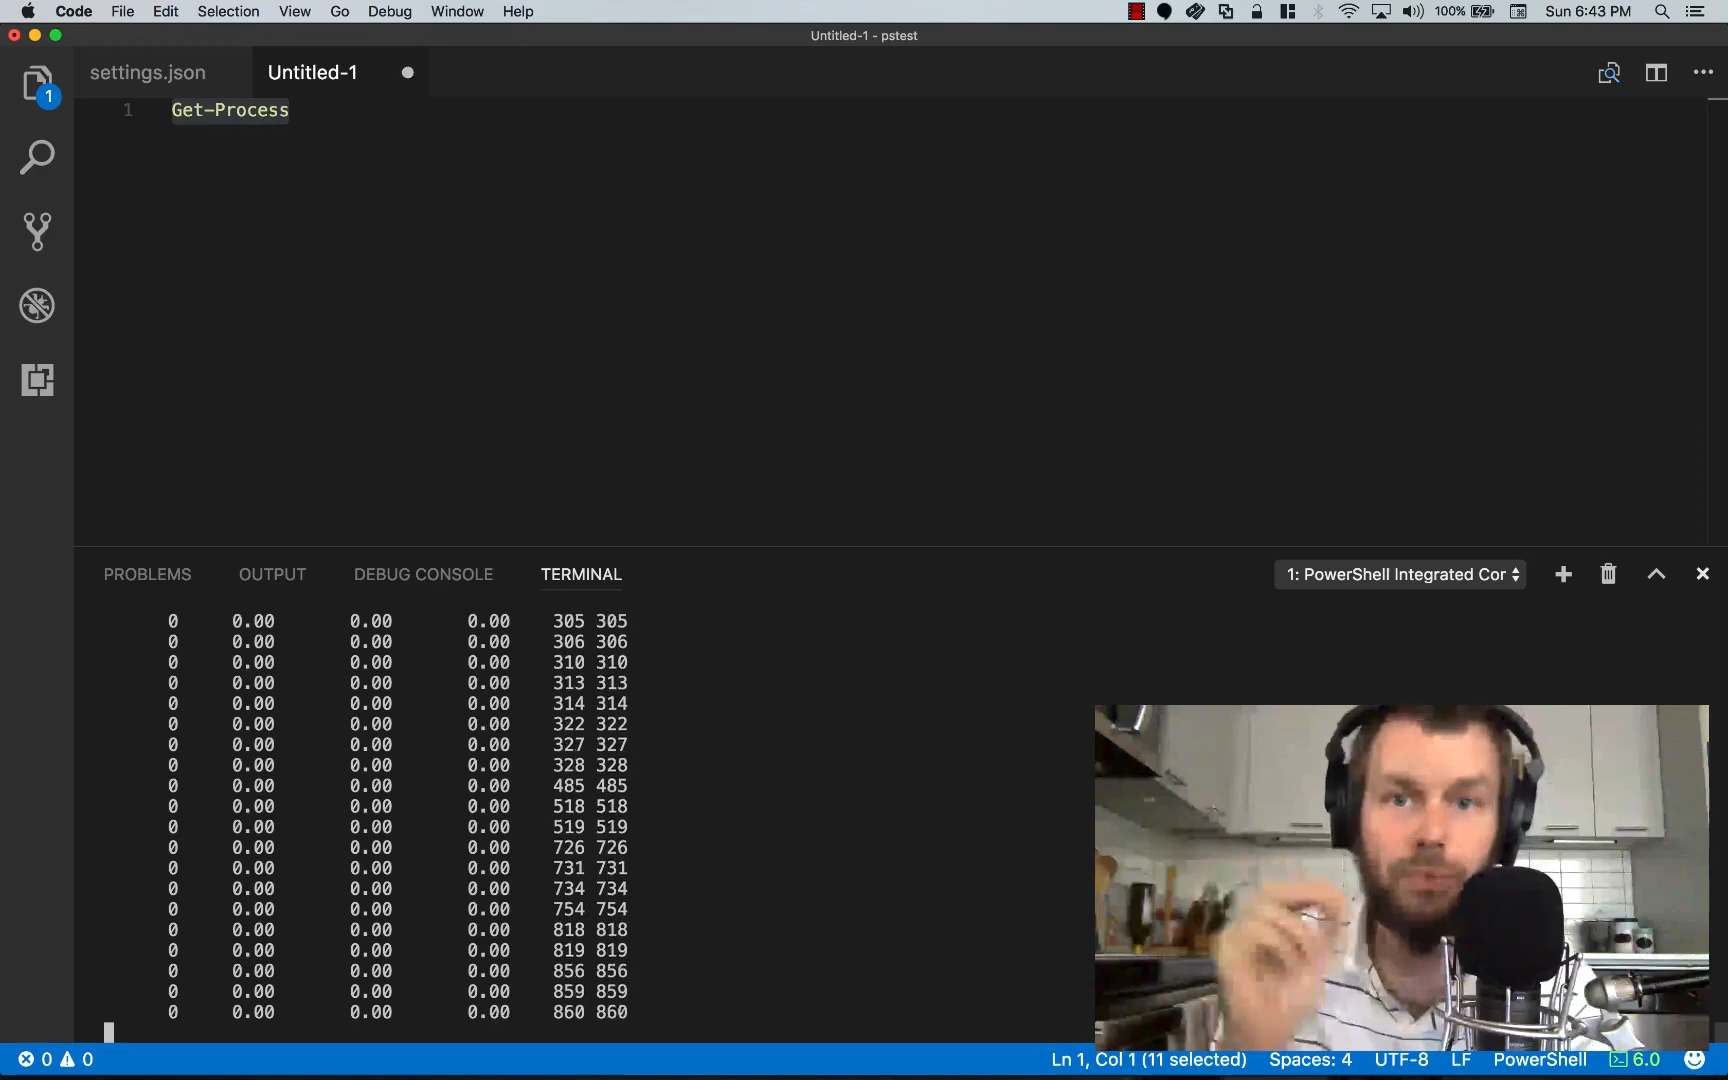 Code File Edit Selection View Go Debug Window Help 100% Sun 6:43 PM
Untitled-1 - pstest
settings.json Untitled-1
1
1 Get-Process
PROBLEMS OUTPUT DEBUG CONSOLE TERMINAL 1: PowerShell Integrated Cor
0 0.00 0.00 0.00 305 305
0 0.00 0.00 0.00 306 306
0 0.00 0.00 0.00 310 310
0 0.00 0.00 0.00 313 313
0 0.00 0.00 0.00 314 314
0 0.00 0.00 0.00 322 322
0 0.00 0.00 0.00 327 327
0 0.00 0.00 0.00 328 328
0 0.00 0.00 0.00 485 485
0 0.00 0.00 0.00 518 518
0 0.00 0.00 0.00 519 519
0 0.00 0.00 0.00 726 726
0 0.00 0.00 0.00 731 731
0 0.00 0.00 0.00 734 734
0 0.00 0.00 0.00 754 754
0 0.00 0.00 0.00 818 818
0 0.00 0.00 0.00 819 819
0 0.00 0.00 0.00 856 856
0 0.00 0.00 0.00 859 859
0 0.00 0.00 0.00 860 860
0 0 Ln 1, Col 1 (11 selected) Spaces: 4 UTF-8 LF PowerShell 6.0